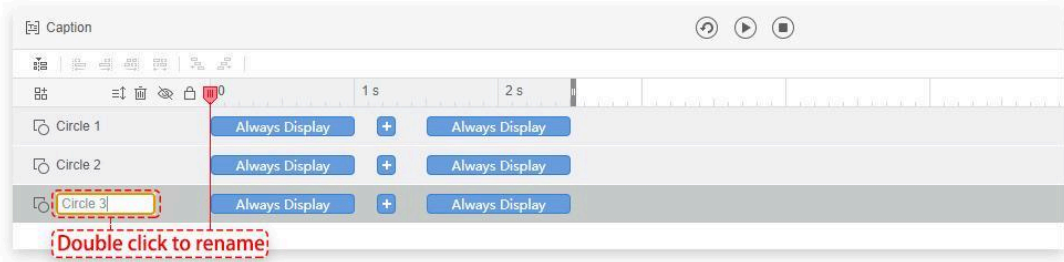 Caption
0 1 s 2 s
Circle 1 Always Display + Always Display
Circle 2 Always Display + Always Display
Circle 3 Always Display + Always Display
Double click to rename